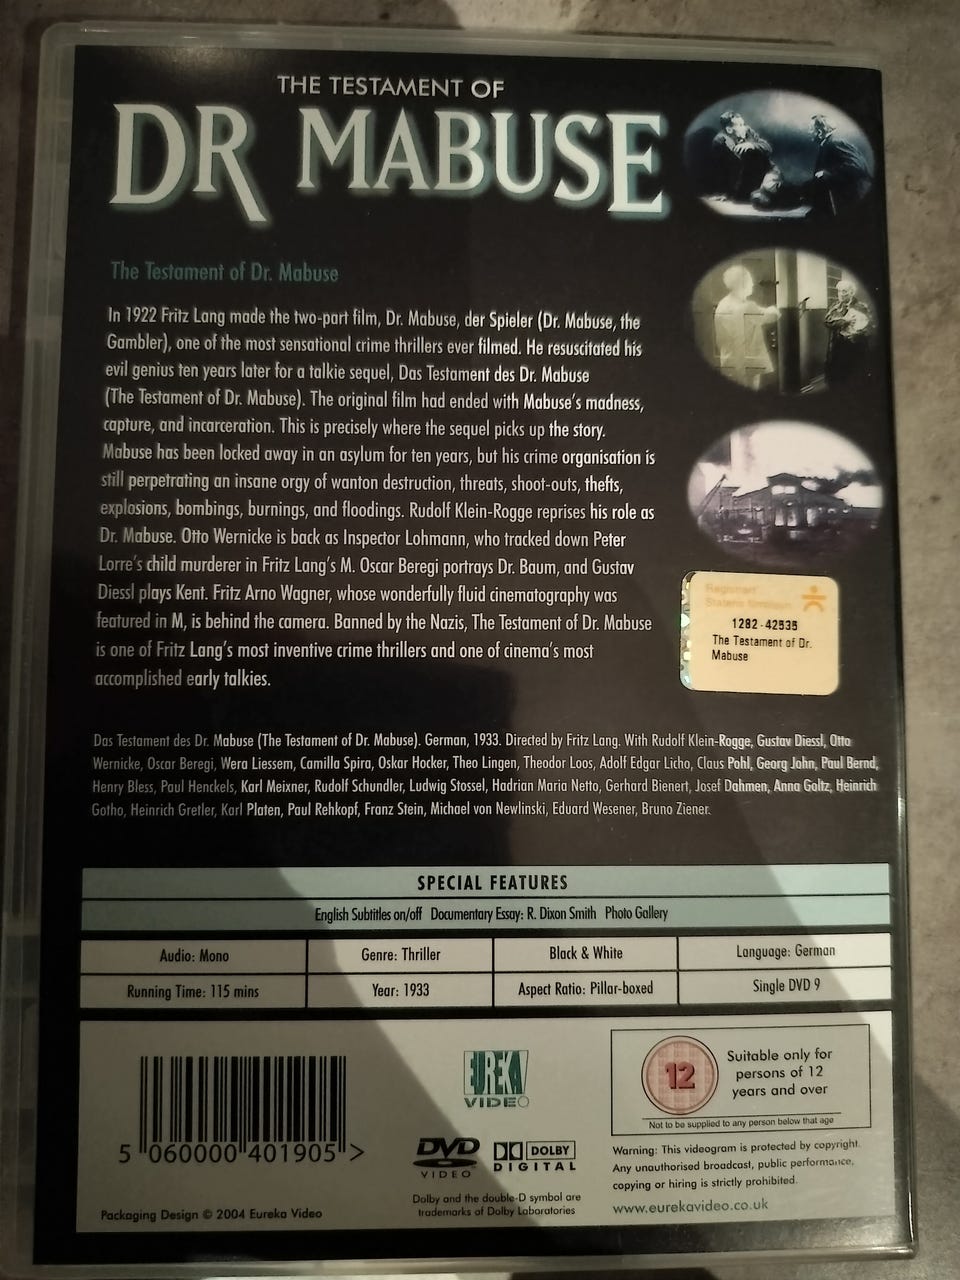 THE TESTAMENT OF
DR MABUSE
The Testament of Dr. Mabuse
In 1922 Fritz Lang made the two-part film, Dr. Mabuse, der Spieler (Dr. Mabuse, the
Gambler), one of the most sensational crime thrillers ever filmed. He resuscitated his
evil genius ten years later for a talkie sequel, Das Testament des Dr. Mabuse
(The Testament of Dr. Mabuse). The original film had ended with Mabuse's madness,
capture, and incarceration. This is precisely where the sequel picks up the story.
Mabuse has been locked away in an asylum for ten years, but his crime organisation is
still perpetrating an insane orgy of wanton destruction, threats, shoot-outs, thefts,
explosions, bombings, burnings, and floodings. Rudolf Klein-Rogge reprises his role as
Dr. Mabuse. Otto Wernicke is back as Inspector Lohmann, who tracked down Peter
Lorre's child murderer in Fritz Lang's M. Oscar Beregi portrays Dr. Baum, and Gustav
Diessl plays Kent. Fritz Arno Wagner, whose wonderfully fluid cinematography was
featured in M, is behind the camera. Banned by the Nazis, The Testament of Dr. Mabuse
is one of Fritz Lang's most inventive crime thrillers and one of cinema's most
accomplished early talkies.
Registrert
Statens filmtilsyn
1282-42535
The Testament of Dr.
Mabuse
Das Testament des Dr. Mabuse (The Testament of Dr. Mabuse). German, 1933. Directed by Fritz Lang. With Rudolf Klein-Rogge, Gustav Diessl, Otto
Wernicke, Oscar Beregi, Wera Liessem, Camilla Spira, Oskar Hocker, Theo Lingen, Theodor Loos, Adolf Edgar Licho, Claus Pohl, Georg John, Paul Bernd,
Henry Bless, Paul Henckels, Karl Meixner, Rudolf Schundler, Ludwig Stossel, Hadrian Maria Netto, Gerhard Bienert, Josef Dahmen, Anna Goltz, Heinrich
Gotho, Heinrich Gretler, Karl Platen, Paul Rehkopf, Franz Stein, Michael von Newlinski, Eduard Wesener, Bruno Ziener.
SPECIAL FEATURES
English Subtitles on/off Documentary Essay: R. Dixon Smith Photo Gallery
Audio: Mono Genre: Thriller Black & White Language: German
Running Time: 115 mins Year: 1933 Aspect Ratio: Pillar-boxed Single DVD 9
5 060000 401905 >
Packaging Design © 2004 Eureka Video
EUREKA
VIDEO
DVD
VIDEO
DOLBY
DIGITAL
Dolby and the double-D symbol are
trademarks of Dolby Laboratories
12
Suitable only for
persons of 12
years and over
Not to be supplied to any person below that age
Warning: This videogram is protected by copyright.
Any unauthorised broadcast, public performance,
copying or hiring is strictly prohibited.
www.eurekavideo.co.uk